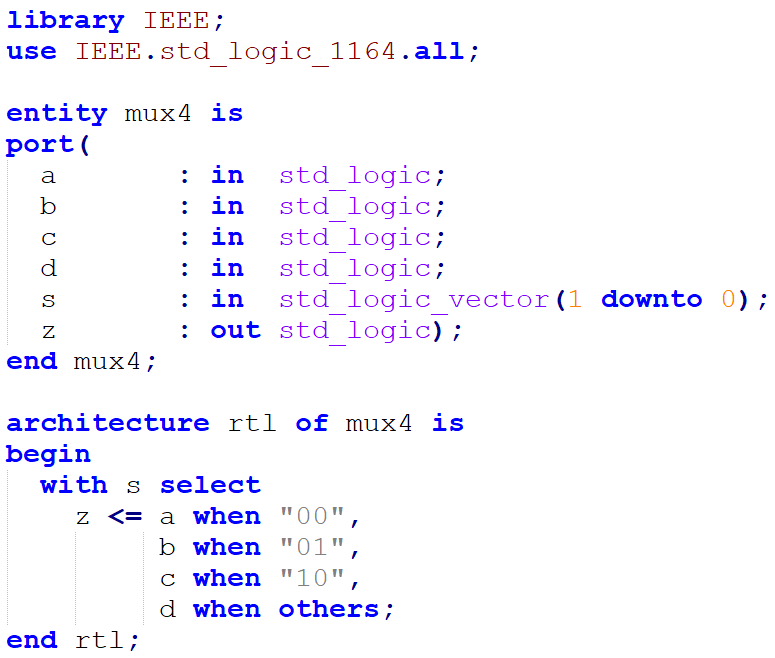 library IEEE;
use IEEE.std_logic_1164.all;

entity mux4 is
port(
  a       : in  std_logic;
  b       : in  std_logic;
  c       : in  std_logic;
  d       : in  std_logic;
  s       : in  std_logic_vector(1 downto 0);
  z       : out std_logic);
end mux4;

architecture rtl of mux4 is
begin
  with s select
    z <= a when "00",
         b when "01",
         c when "10",
         d when others;
end rtl;